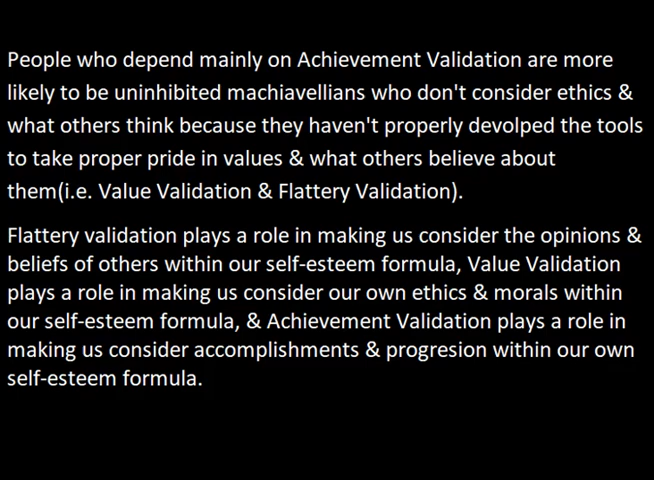 People who depend mainly on Achievement Validation are more
likely to be uninhibited machiavellians who don't consider ethics &
what others think because they haven't properly devolped the tools
to take proper pride in values & what others believe about
them(i.e. Value Validation & Flattery Validation).
Flattery validation plays a role in making us consider the opinions &
beliefs of others within our self-esteem formula, Value Validation
plays a role in making us consider our own ethics & morals within
our self-esteem formula, & Achievement Validation plays a role in
making us consider accomplishments & progresion within our own
self-esteem formula.